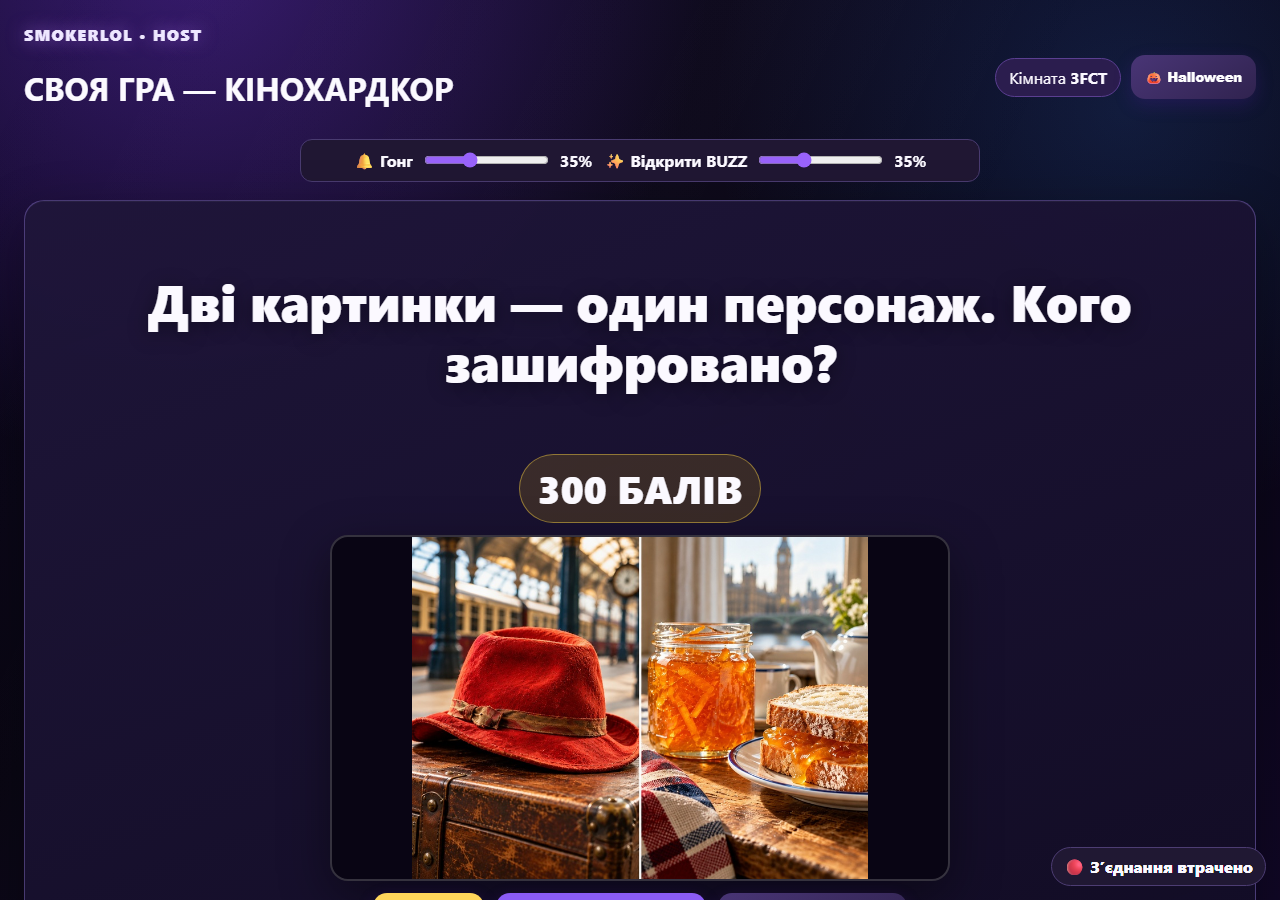 SMOKERLOL • HOST
СВОЯ ГРА — КІНОХАРДКОР
Кімната 3FCT
🎃 Halloween
🔔 Гонг 35% ✨ Відкрити BUZZ 35%
Дві картинки — один персонаж. Кого
зашифровано?
300 БАЛІВ
З’єднання втрачено